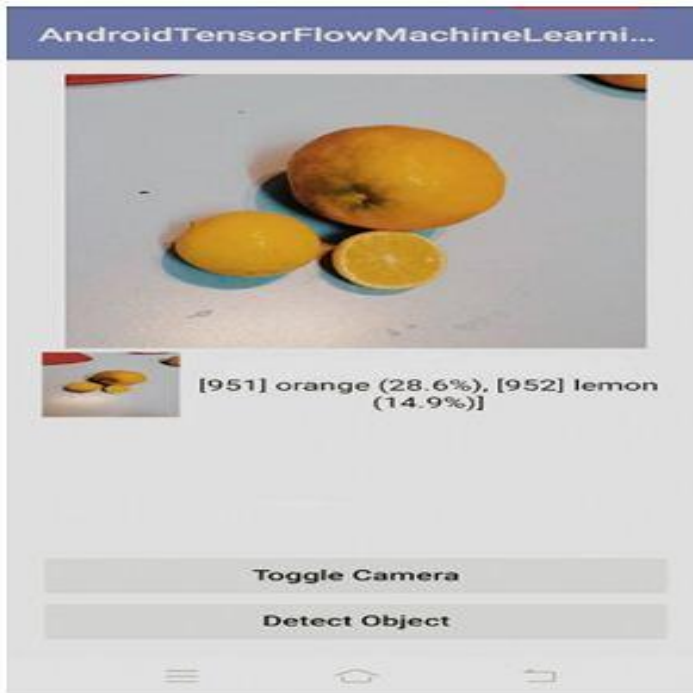 AndroidTensorFlowMachineLearni...
[951] orange (28.6%), [952] lemon
(14.9%)]
Toggle Camera
Detect Object